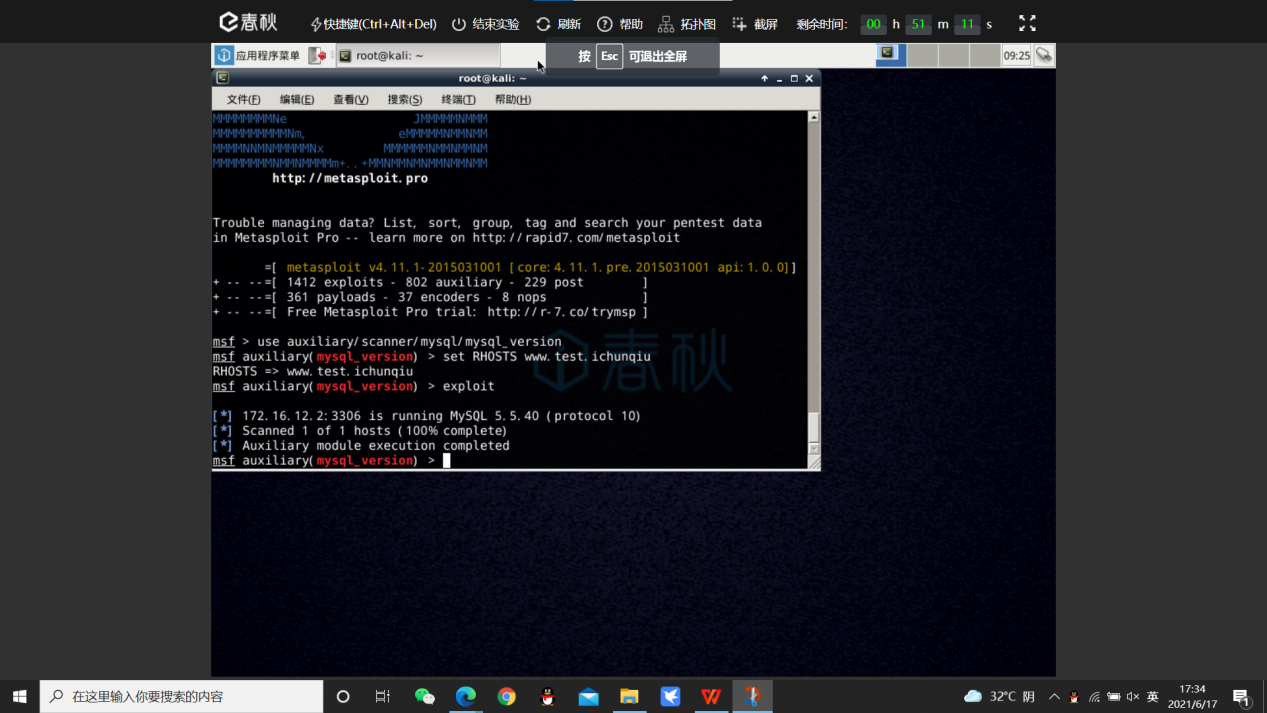 春秋 快捷键(Ctrl+Alt+Del) 结束实验 刷新 帮助 拓扑图 截屏 剩余时间: 00 h 51 m 11 s
应用程序菜单 root@kali: ~ 按 Esc 可退出全屏 09:25
root@kali: ~
文件(F) 编辑(E) 查看(V) 搜索(S) 终端(T) 帮助(H)
MMMMMMMMNe JMMMMMNMMM
MMMMMMMMMMNm, eMMMMMNMMNMM
MMMMNNMNMMMMMNx MMMMMMNMMNMMNM
MMMMMMMMNMMNMMMMm+..+MMNMMNMNMMNMMNMM
http://metasploit.pro
Trouble managing data? List, sort, group, tag and search your pentest data
in Metasploit Pro -- learn more on http://rapid7.com/metasploit
=[ metasploit v4.11.1-2015031001 [core:4.11.1.pre.2015031001 api:1.0.0]]
+ -- --=[ 1412 exploits - 802 auxiliary - 229 post ]
+ -- --=[ 361 payloads - 37 encoders - 8 nops ]
+ -- --=[ Free Metasploit Pro trial: http://r-7.co/trymsp ]
msf > use auxiliary/scanner/mysql/mysql_version
msf auxiliary(mysql_version) > set RHOSTS www.test.ichunqiu
RHOSTS => www.test.ichunqiu
msf auxiliary(mysql_version) > exploit
[*] 172.16.12.2:3306 is running MySQL 5.5.40 (protocol 10)
[*] Scanned 1 of 1 hosts (100% complete)
[*] Auxiliary module execution completed
msf auxiliary(mysql_version) >
春秋
在这里输入你要搜索的内容 32°C 阴 英 17:34
2021/6/17 1